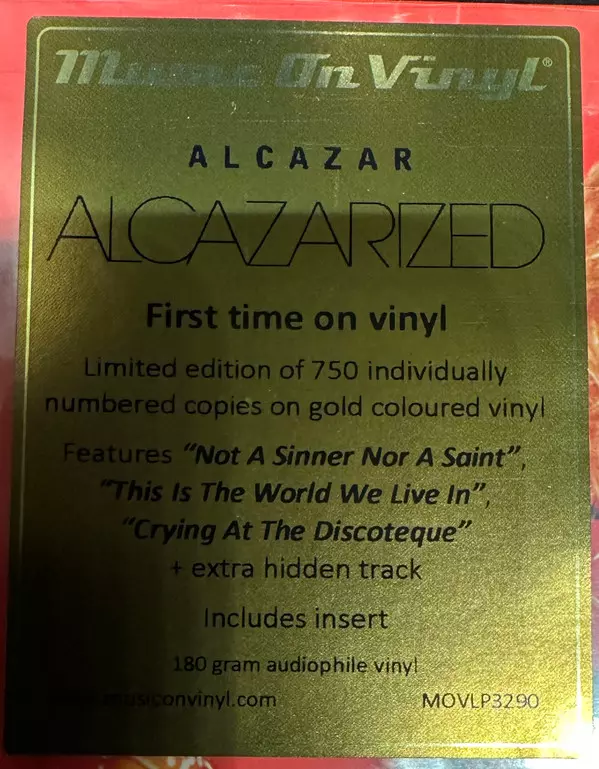 Music On Vinyl®
ALCAZAR
ALCAZARIZED
First time on vinyl
Limited edition of 750 individually
numbered copies on gold coloured vinyl
Features “Not A Sinner Nor A Saint”,
“This Is The World We Live In”,
“Crying At The Discoteque”
+ extra hidden track
Includes insert
180 gram audiophile vinyl
musiconvinyl.com
MOVLP3290